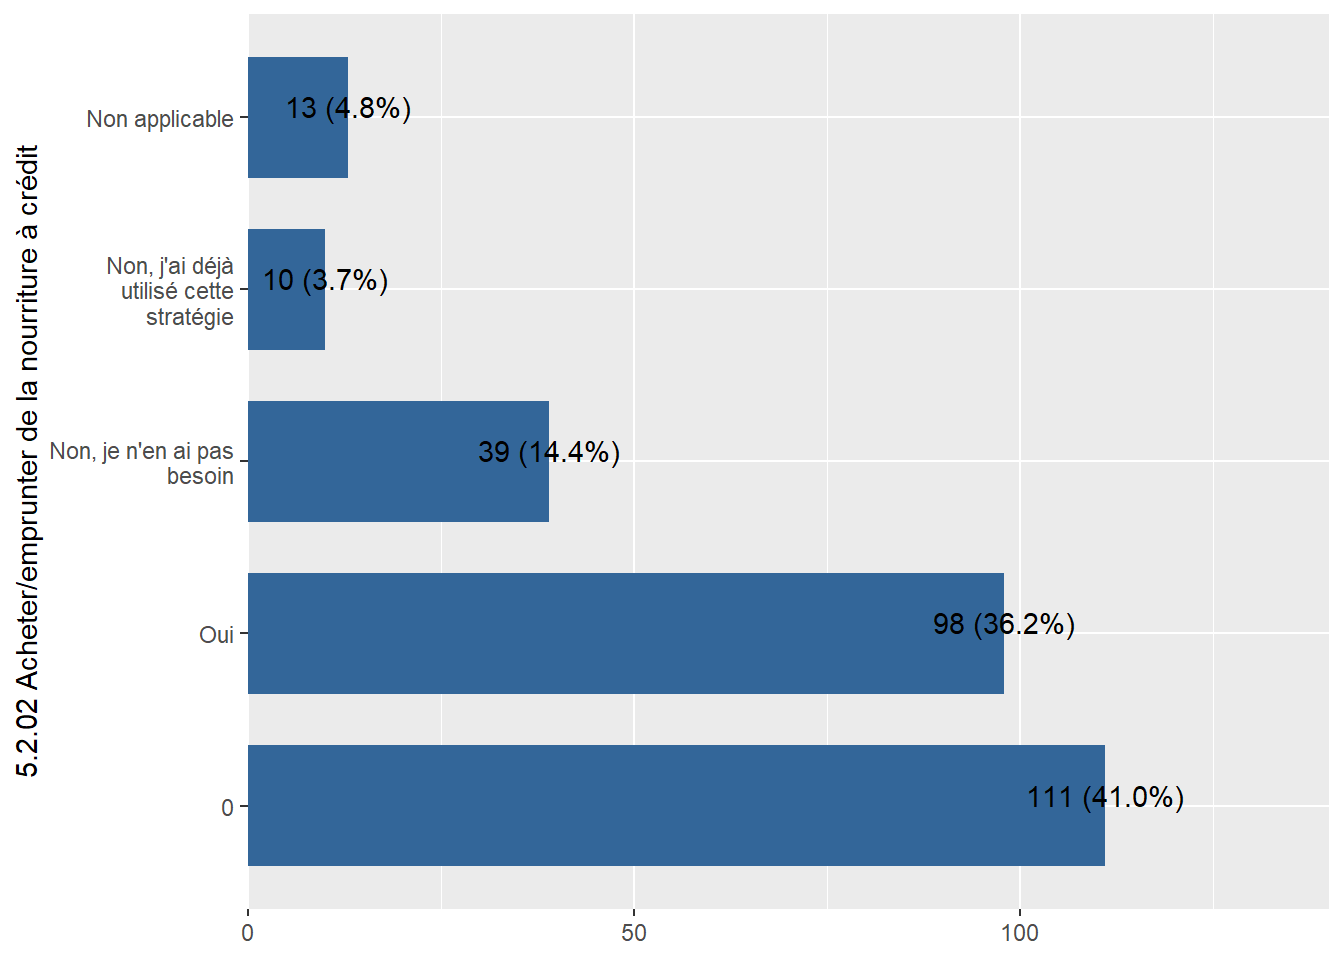 5.2.02 Acheter/emprunter de la nourriture à crédit
Non applicable
13 (4.8%)
Non, j'ai déjà
utilisé cette
stratégie
10 (3.7%)
Non, je n'en ai pas
besoin
39 (14.4%)
Oui
98 (36.2%)
0
111 (41.0%)
0
50
100